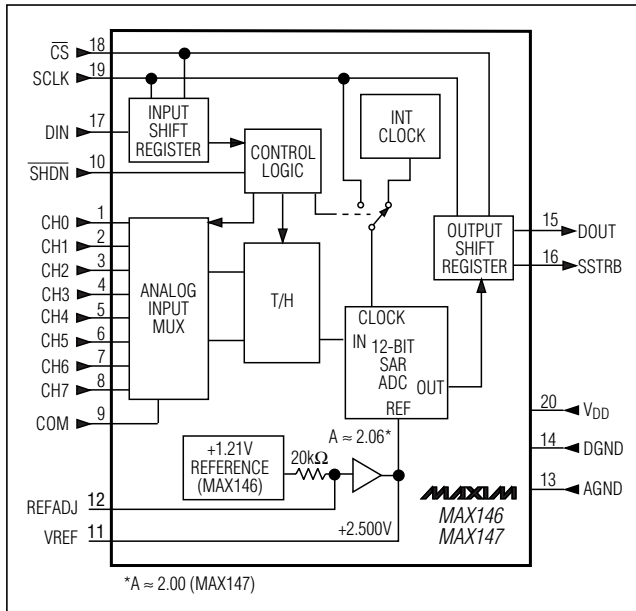 CS 18
SCLK 19
DIN 17
SHDN 10
CH0 1
CH1 2
CH2 3
CH3 4
CH4 5
CH5 6
CH6 7
CH7 8
COM 9
REFADJ 12
VREF 11
INPUT
SHIFT
REGISTER
CONTROL
LOGIC
INT
CLOCK
ANALOG
INPUT
MUX
T/H
CLOCK
IN 12-BIT
SAR
ADC OUT
REF
OUTPUT
SHIFT
REGISTER
15 DOUT
16 SSTRB
20 VDD
14 DGND
13 AGND
+1.21V
REFERENCE
(MAX146)
20kΩ
A ≈ 2.06*
+2.500V
MAXIM
MAX146
MAX147
*A ≈ 2.00 (MAX147)